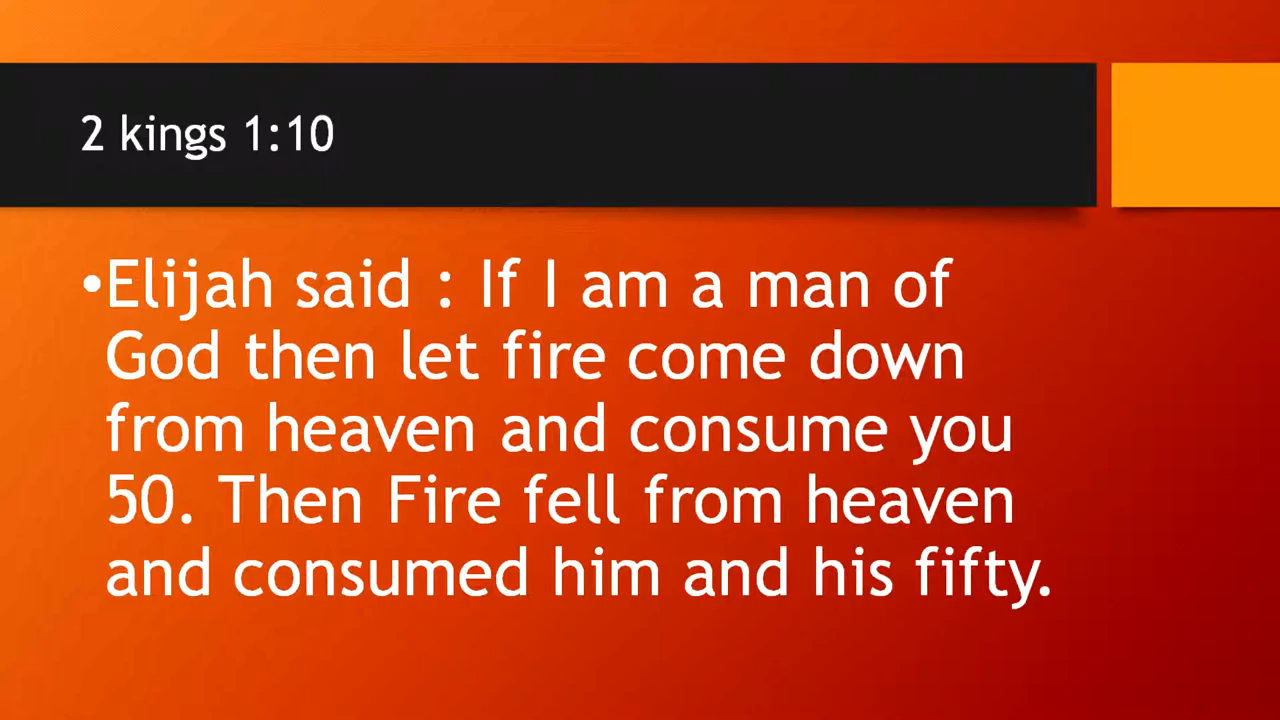 2 kings 1:10
•Elijah said : If I am a man of
God then let fire come down
from heaven and consume you
50. Then Fire fell from heaven
and consumed him and his fifty.